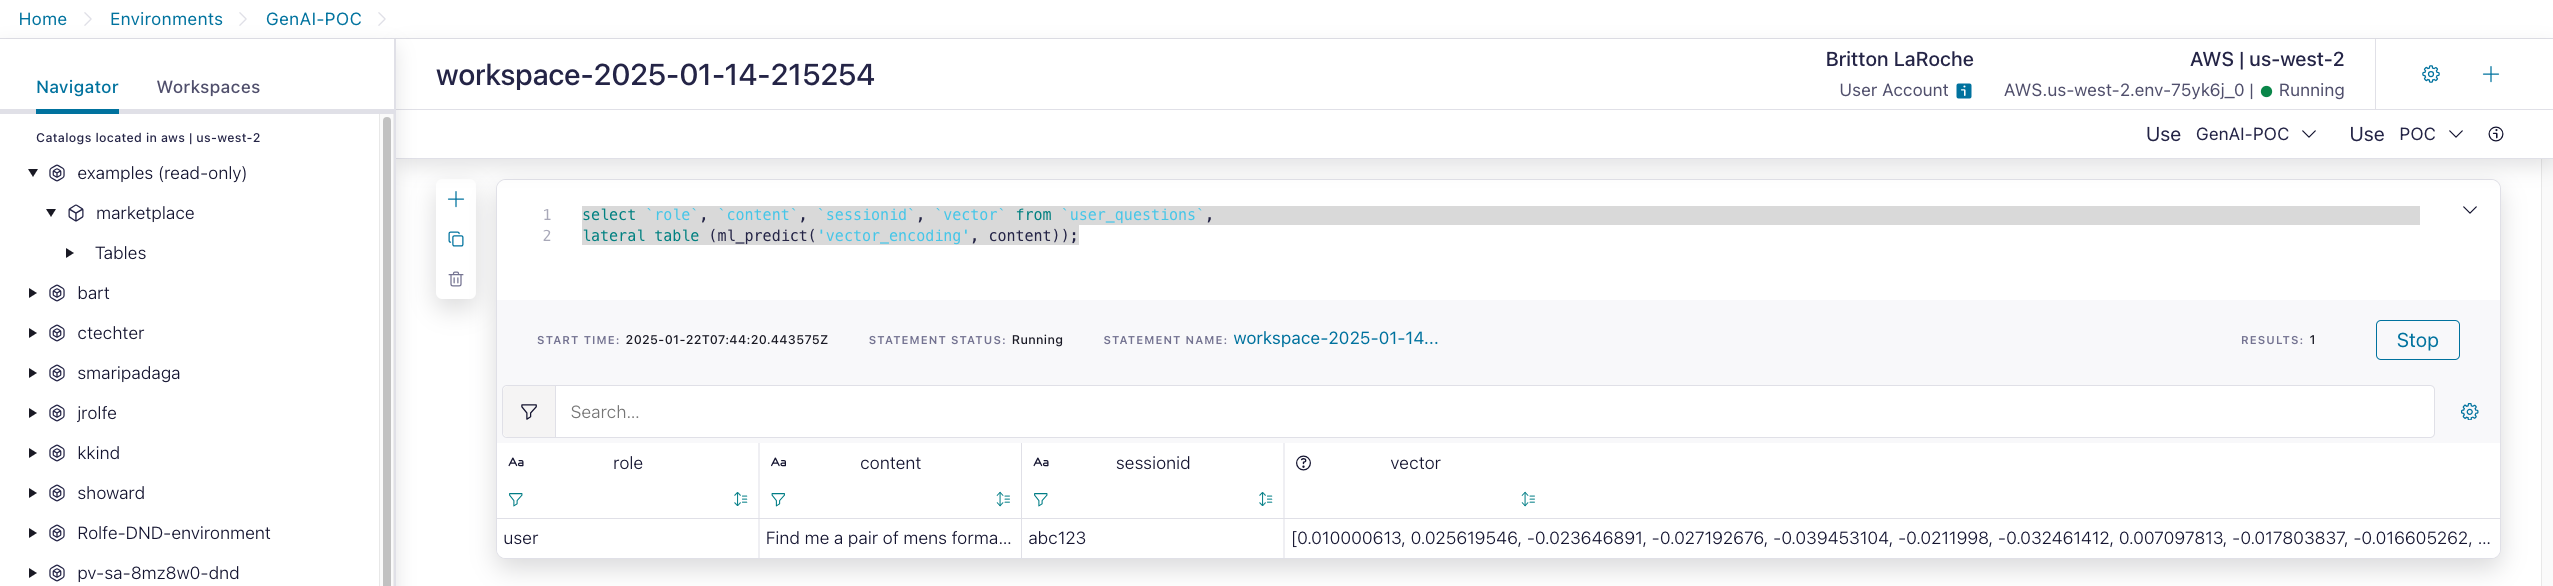 Home Environments GenAI-POC
Navigator Workspaces
Catalogs located in aws | us-west-2
examples (read-only)
marketplace
Tables
bart
ctechter
smaripadaga
jrolfe
kkind
showard
Rolfe-DND-environment
pv-sa-8mz8w0-dnd
workspace-2025-01-14-215254
Britton LaRoche
User Account
AWS | us-west-2
AWS.us-west-2.env-75yk6j_0 | Running
Use GenAI-POC Use POC
1 select `role`, `content`, `sessionid`, `vector` from `user_questions`,
2 lateral table (ml_predict('vector_encoding', content));
START TIME: 2025-01-22T07:44:20.443575Z STATEMENT STATUS: Running STATEMENT NAME: workspace-2025-01-14... RESULTS: 1 Stop
Search...
Aa role Aa content Aa sessionid vector
user Find me a pair of mens forma... abc123 [0.010000613, 0.025619546, -0.023646891, -0.027192676, -0.039453104, -0.0211998, -0.032461412, 0.007097813, -0.017803837, -0.016605262, ...